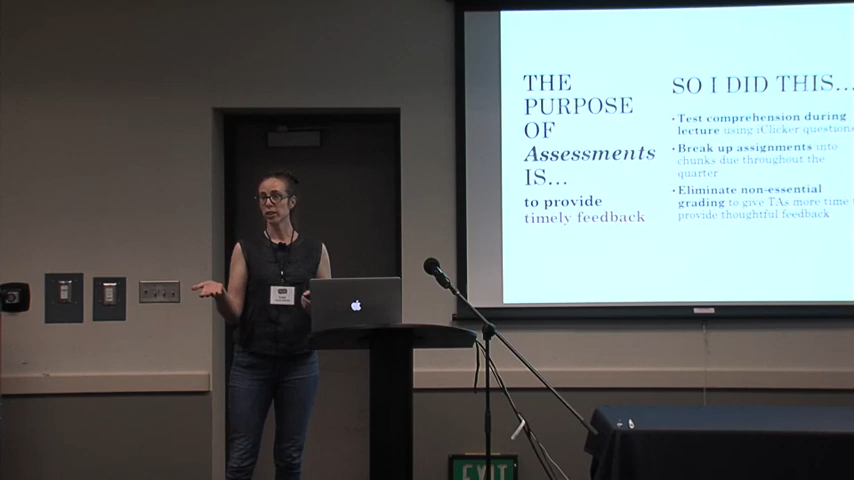 THE
PURPOSE
OF
Assessments
IS...
to provide
timely feedback
SO I DID THIS...
• Test comprehension during
lecture using iClicker questions
• Break up assignments into
chunks due throughout the
quarter
• Eliminate non-essential
grading to give TAs more time
provide thoughtful feedback
EXIT